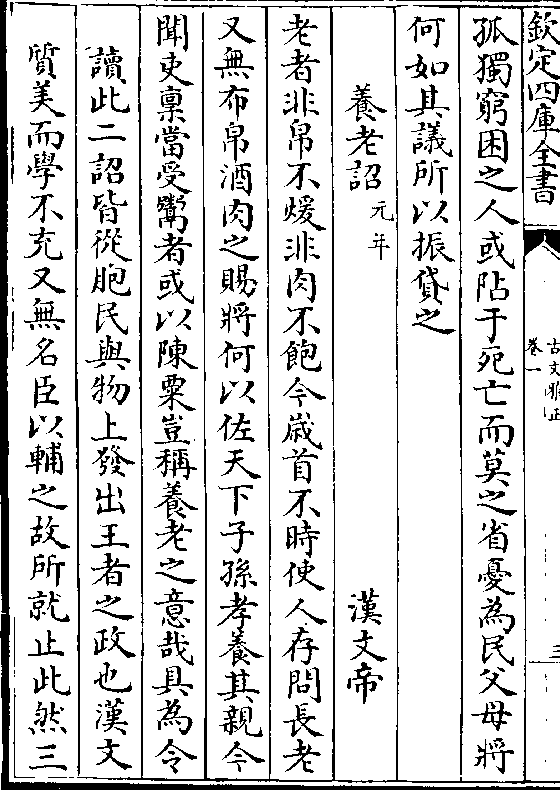 欽定四庫全書
古文雅正
卷一
三
孤獨窮困之人或阽于死亡而莫之省憂為民父母將
何如其議所以振貸之
養老詔元年 漢文帝
老者非帛不煖非肉不飽今嵗首不時使人存問長老
又無布帛酒肉之賜將何以佐天下子孫孝養其親今
聞吏禀當受鬻者或以陳粟豈稱養老之意哉具為令
讀此二詔皆從胞民與物上發出王者之政也漢文
質美而學不充又無名臣以輔之故所就止此然三